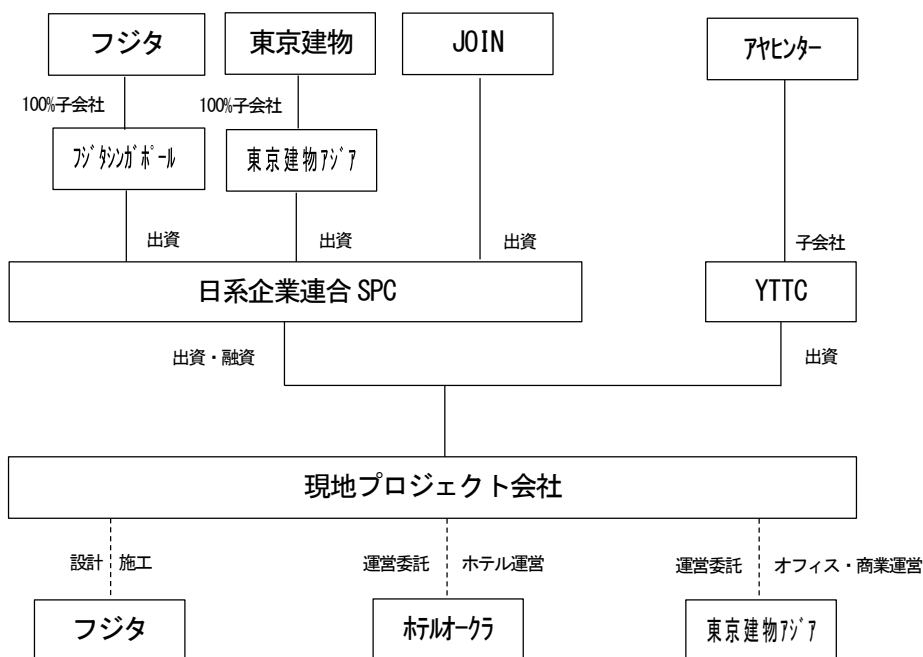 フジタ
東京建物
JOIN
アヤヒンター
100%子会社
100%子会社
フジタシンガポール
東京建物アジア
出資
出資
出資
子会社
日系企業連合 SPC
YTTC
出資・融資
出資
現地プロジェクト会社
設計 施工
運営委託 ホテル運営
運営委託 オフィス・商業運営
フジタ
ホテルオークラ
東京建物アジア